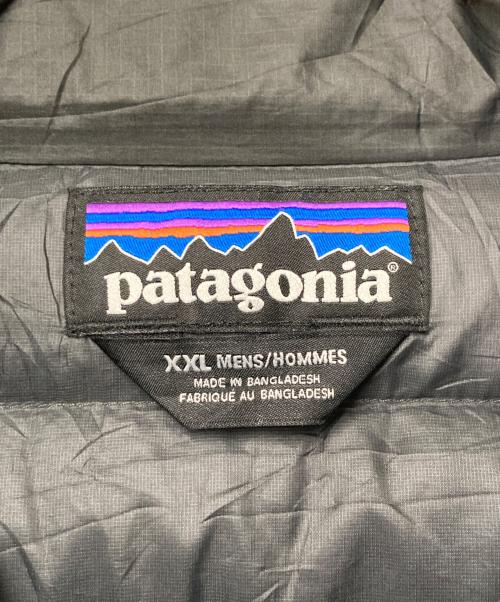 patagonia®
XXL MENS/HOMMES
MADE IN BANGLADESH
FABRIQUÉ AU BANGLADESH